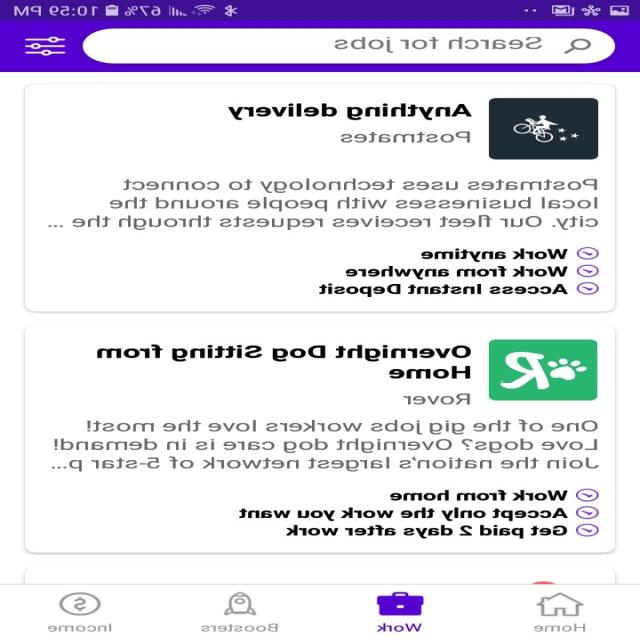 67% 10:59 PM
Search for jobs
Anything delivery
Postmates
Postmates uses technology to connect
local businesses with people around the
city. Our fleet receives requests through the ...
Work anytime
Work from anywhere
Access Instant Deposit
Overnight Dog Sitting from
Home
Rover
One of the gig jobs workers love the most!
Love dogs? Overnight dog care is in demand!
Join the nation's largest network of 5-star p...
Work from home
Accept only the work you want
Get paid 2 days after work
Home Work Boosters Income